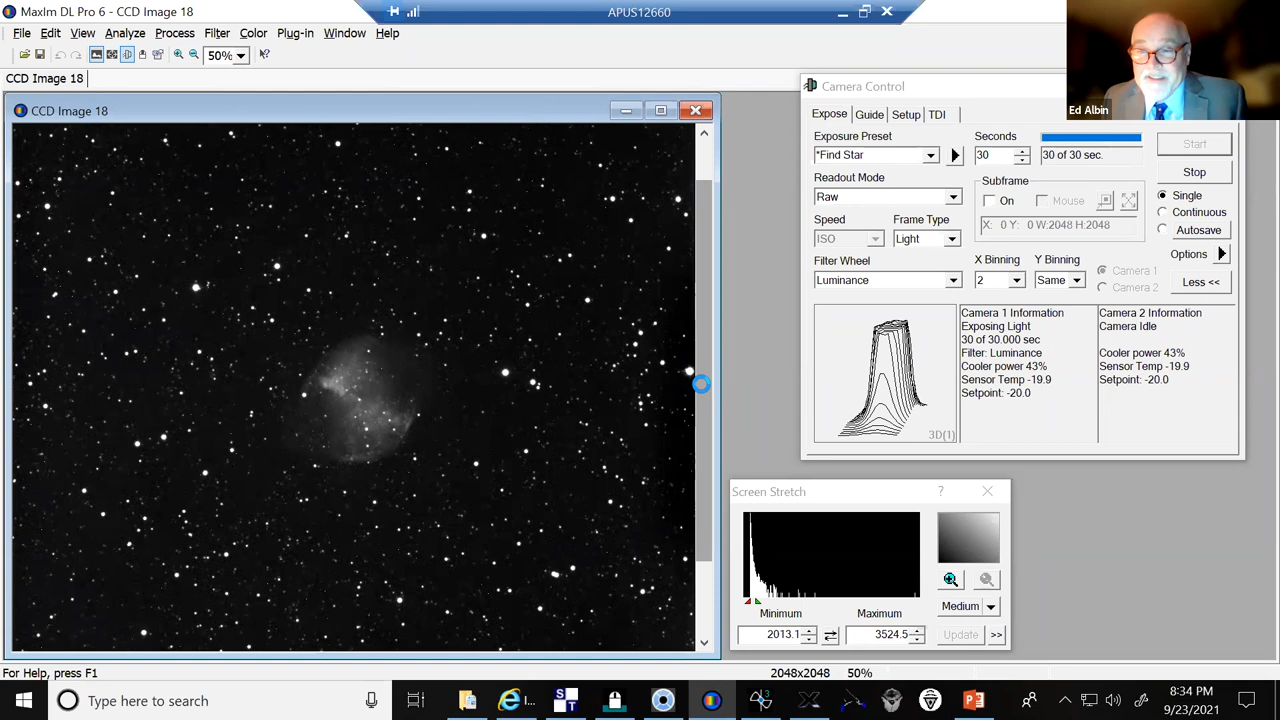 MaxIm DL Pro 6 - CCD Image 18
APUS12660
File Edit View Analyze Process Filter Color Plug-in Window Help
50%
CCD Image 18
CCD Image 18
Ed Albin
Camera Control
Expose Guide Setup TDI
Exposure Preset
*Find Star
Seconds
30
30 of 30 sec.
Start
Stop
Readout Mode
Raw
Subframe
On Mouse
X: 0 Y: 0 W:2048 H:2048
Single
Continuous
Autosave
Speed
ISO
Frame Type
Light
Options
Filter Wheel
Luminance
X Binning
2
Y Binning
Same
Camera 1
Camera 2
Less <<
3D(1)
Camera 1 Information
Exposing Light
30 of 30.000 sec
Filter: Luminance
Cooler power 43%
Sensor Temp -19.9
Setpoint: -20.0
Camera 2 Information
Camera Idle
Cooler power 43%
Sensor Temp -19.9
Setpoint: -20.0
Screen Stretch ?
Medium
Minimum Maximum
2013.1 3524.5 Update >>
For Help, press F1
2048x2048 50%
Type here to search
8:34 PM
9/23/2021